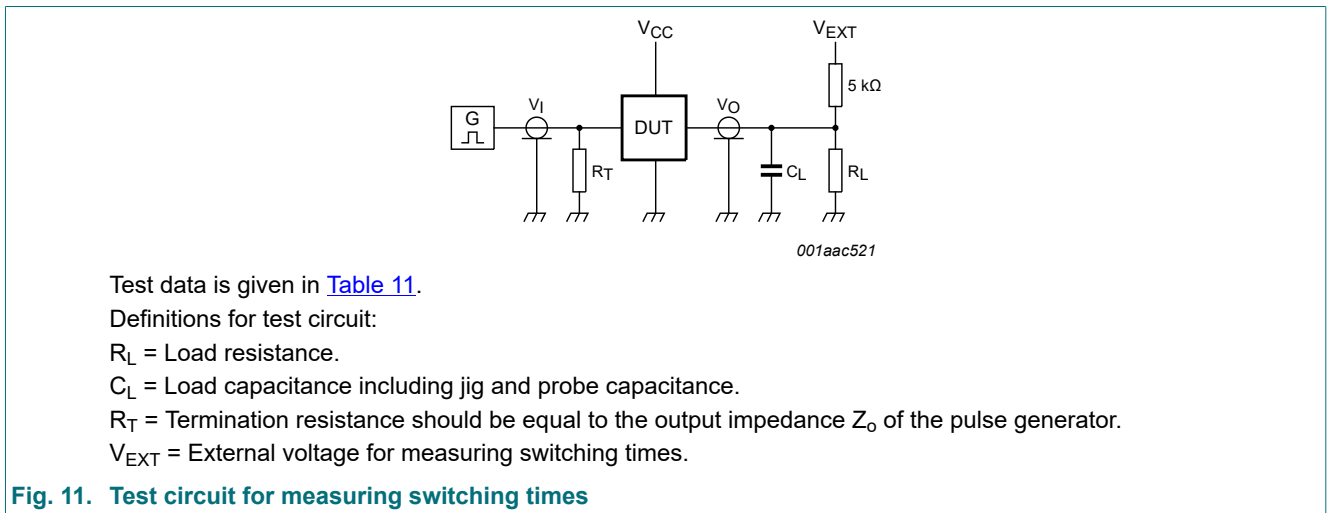 VCC
VEXT
5 kΩ
G
VI
DUT
VO
RT
CL
RL
001aac521
Test data is given in Table 11.
Definitions for test circuit:
RL = Load resistance.
CL = Load capacitance including jig and probe capacitance.
RT = Termination resistance should be equal to the output impedance Zo of the pulse generator.
VEXT = External voltage for measuring switching times.
Fig. 11. Test circuit for measuring switching times